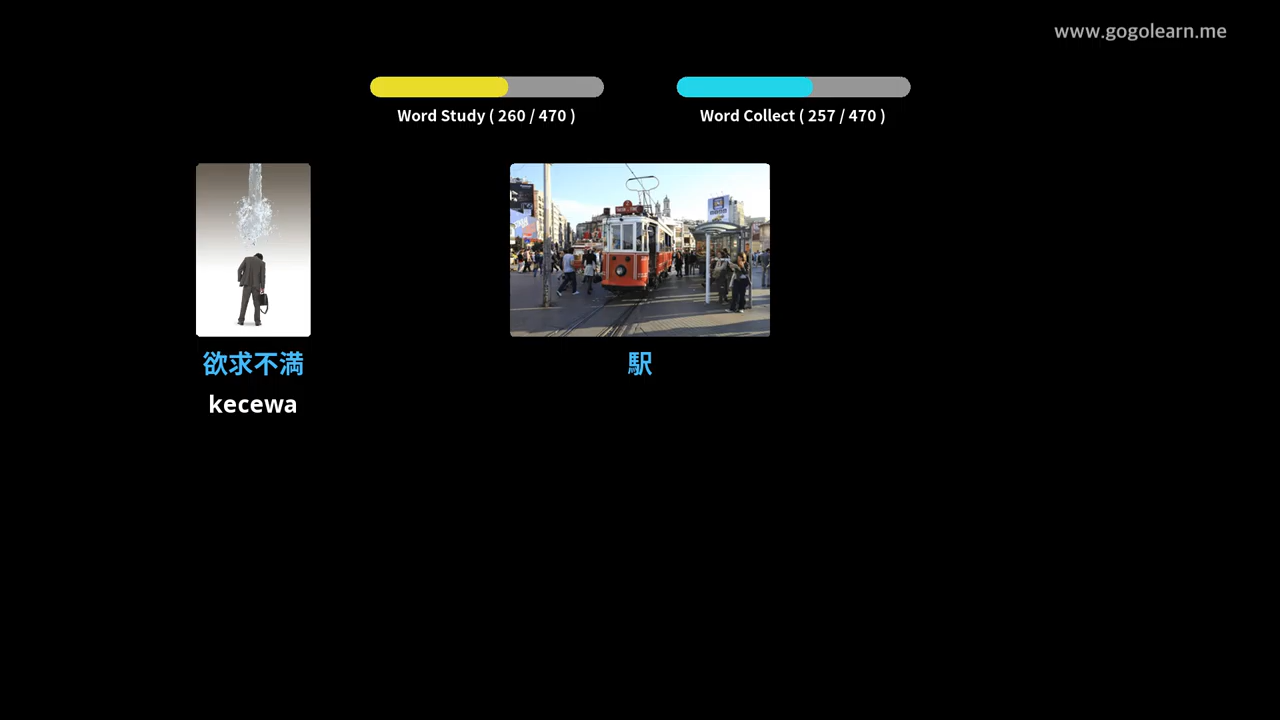 www.gogolearn.me
Word Study ( 260 / 470 )
Word Collect ( 257 / 470 )
欲求不満
駅
kecewa